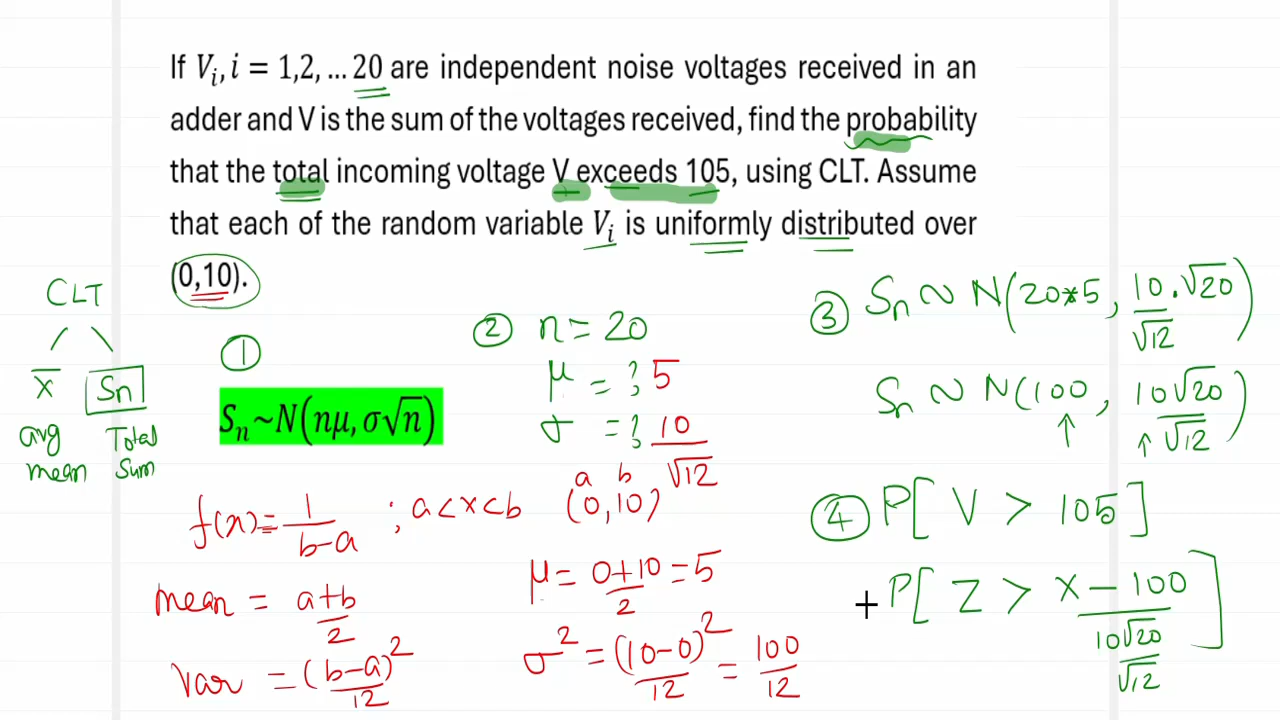 If Vᵢ, i = 1,2, … 20 are independent noise voltages received in an
adder and V is the sum of the voltages received, find the probability
that the total incoming voltage V exceeds 105, using CLT. Assume
that each of the random variable Vᵢ is uniformly distributed over
(0,10).
CLT
X̅ Sn
avg Total
mean Sum
①
Sₙ~N(nμ, σ√n)
f(x) = 1/(b-a) ; a<x<b
mean = (a+b)/2
Var = (b-a)²/12
② n = 20
μ = ? 5
σ = ? 10/√12
a b
(0,10)
μ = (0+10)/2 = 5
σ² = (10-0)²/12 = 100/12
③ Sn ~ N(20*5, 10/√12 . √20)
Sn ~ N(100, 10√20/√12)
④ P[V > 105]
P[Z > (X - 100)/(10√20/√12)]